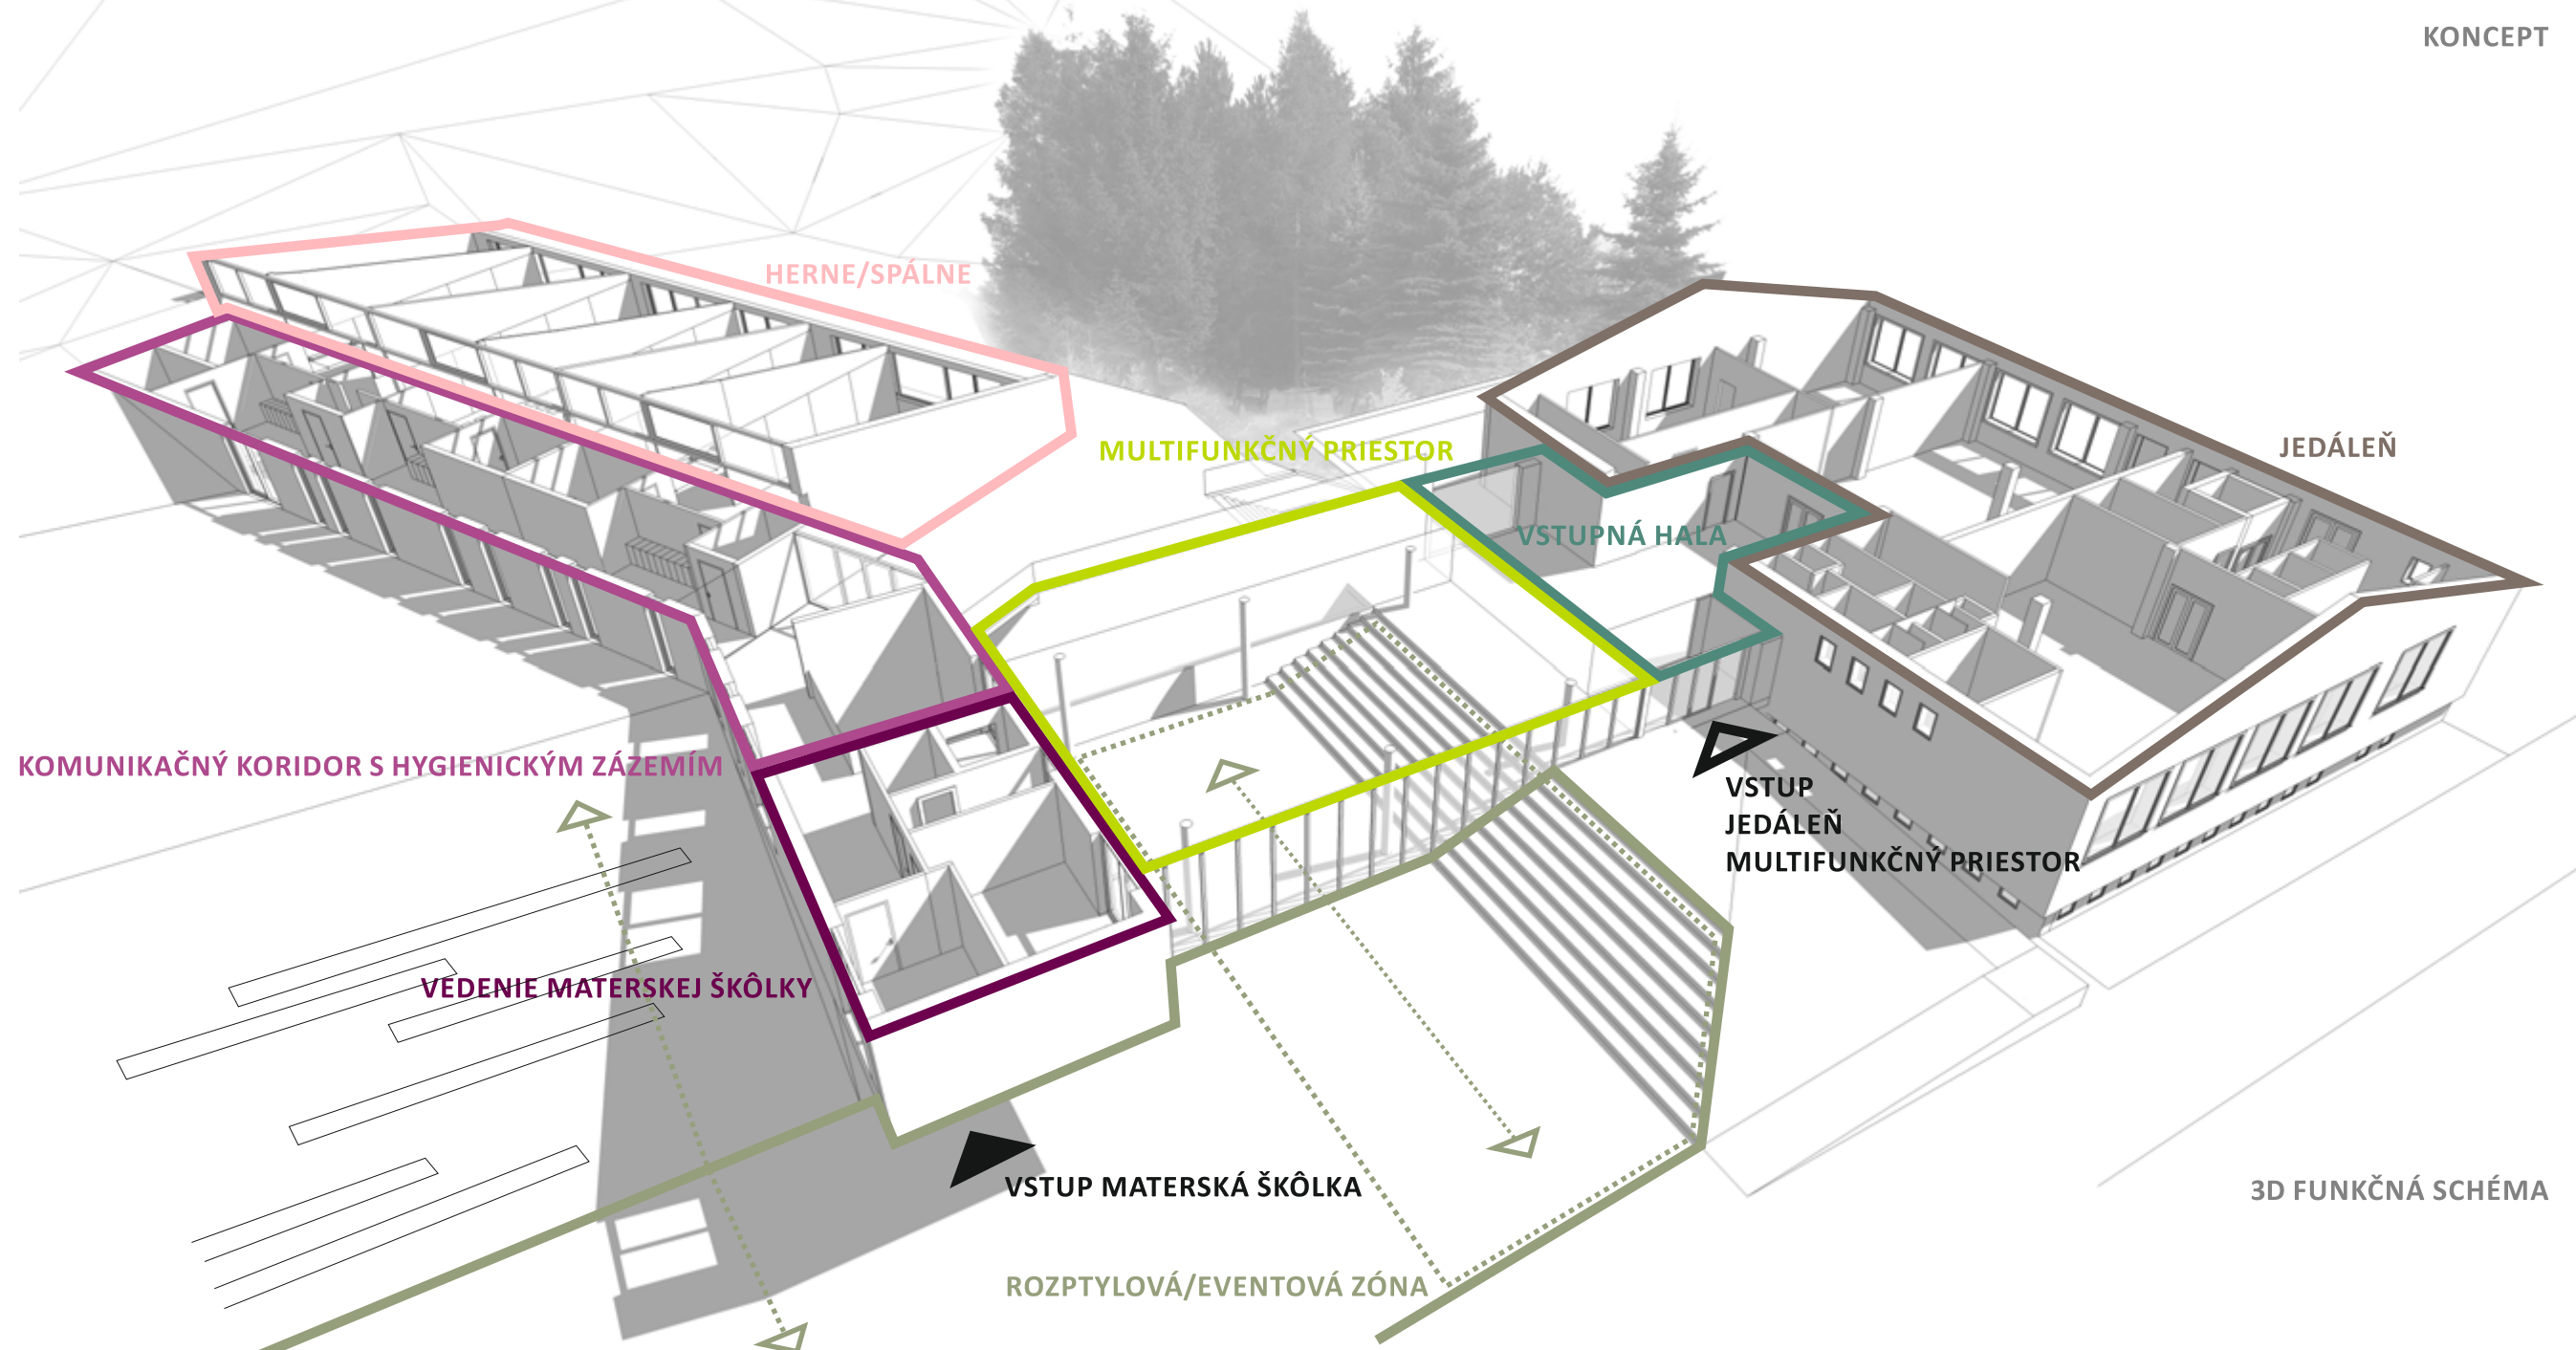 KONCEPT
HERNE/SPÁLNE
MULTIFUNKČNÝ PRIESTOR
JEDÁLEŇ
VSTUPNÁ HALA
KOMUNIKAČNÝ KORIDOR S HYGIENICKÝM ZÁZEMÍM
VSTUP
JEDÁLEŇ
MULTIFUNKČNÝ PRIESTOR
VEDENIE MATERSKEJ ŠKÔLKY
VSTUP MATERSKÁ ŠKÔLKA
3D FUNKČNÁ SCHÉMA
ROZPTYLOVÁ/EVENTOVÁ ZÓNA